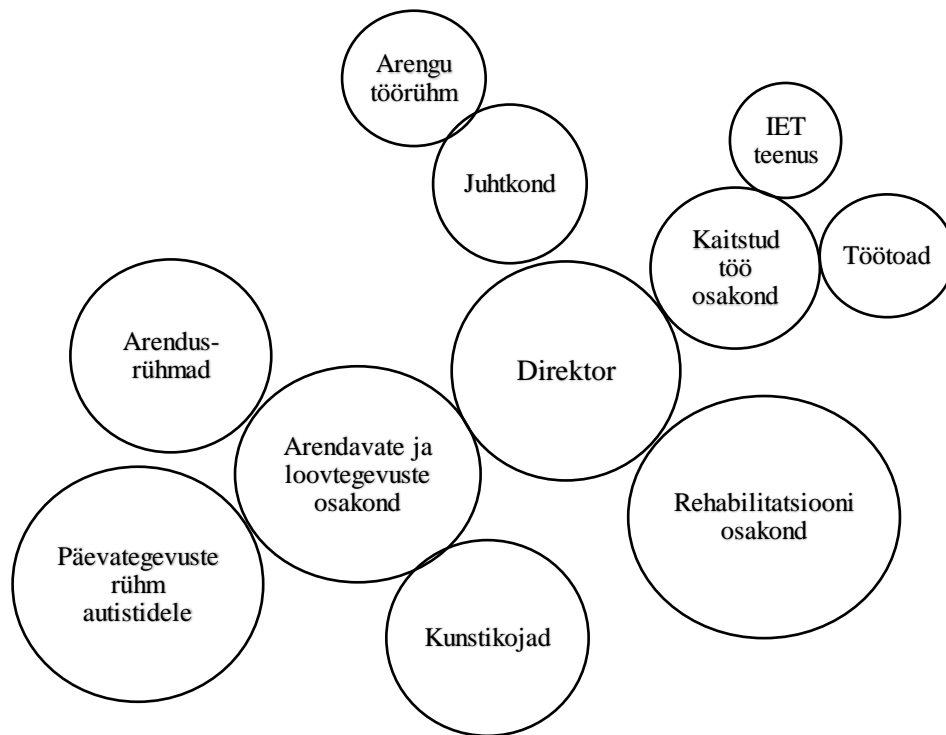 Arengu
töörühm
IET
teenus
Juhtkond
Kaitstud
töö
osakond
Töötoad
Arendus-
rühmad
Direktor
Arendavate ja
loovtegevuste
osakond
Rehabilitatsiooni
osakond
Päevategevuste
rühm
autistidele
Kunstikojad